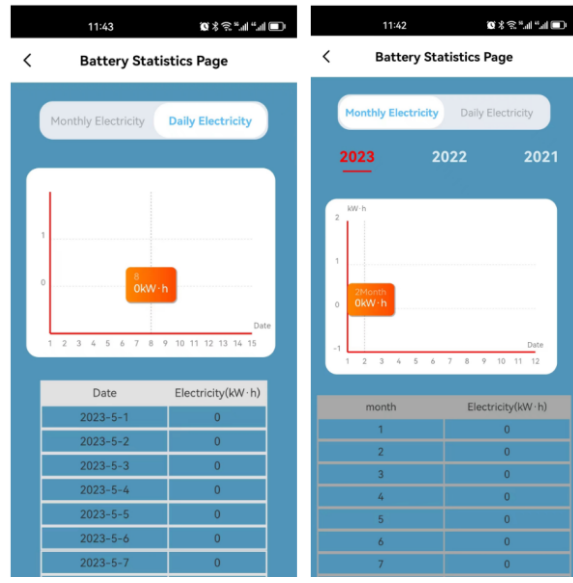 11:43
Battery Statistics Page
Monthly Electricity Daily Electricity
1
8
0kW·h
0
Date
1 2 3 4 5 6 7 8 9 10 11 12 13 14 15
Date Electricity(kW·h)
2023-5-1 0
2023-5-2 0
2023-5-3 0
2023-5-4 0
2023-5-5 0
2023-5-6 0
2023-5-7 0
11:42
Battery Statistics Page
Monthly Electricity Daily Electricity
2023 2022 2021
kW·h
2
1
2Month
0kW·h
0
Date
-1
1 2 3 4 5 6 7 8 9 10 11 12
month Electricity(kW·h)
1 0
2 0
3 0
4 0
5 0
6 0
7 0